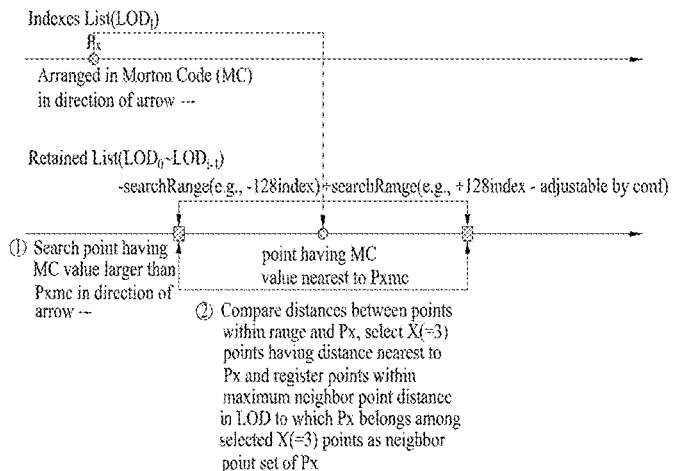 Indexes List(LODl)
Px
Arranged in Morton Code (MC)
in direction of arrow ---
Retained List(LOD0~LODl-1)
-searchRange(e.g., -128index)
+searchRange(e.g., +128index - adjustable by conf)
① Search point having
MC value larger than
Pxmc in direction of
arrow ---
point having MC
value nearest to Pxmc
② Compare distances between points
within range and Px, select X(=3)
points having distance nearest to
Px and register points within
maximum neighbor point distance
in LOD to which Px belongs among
selected X(=3) points as neighbor
point set of Px